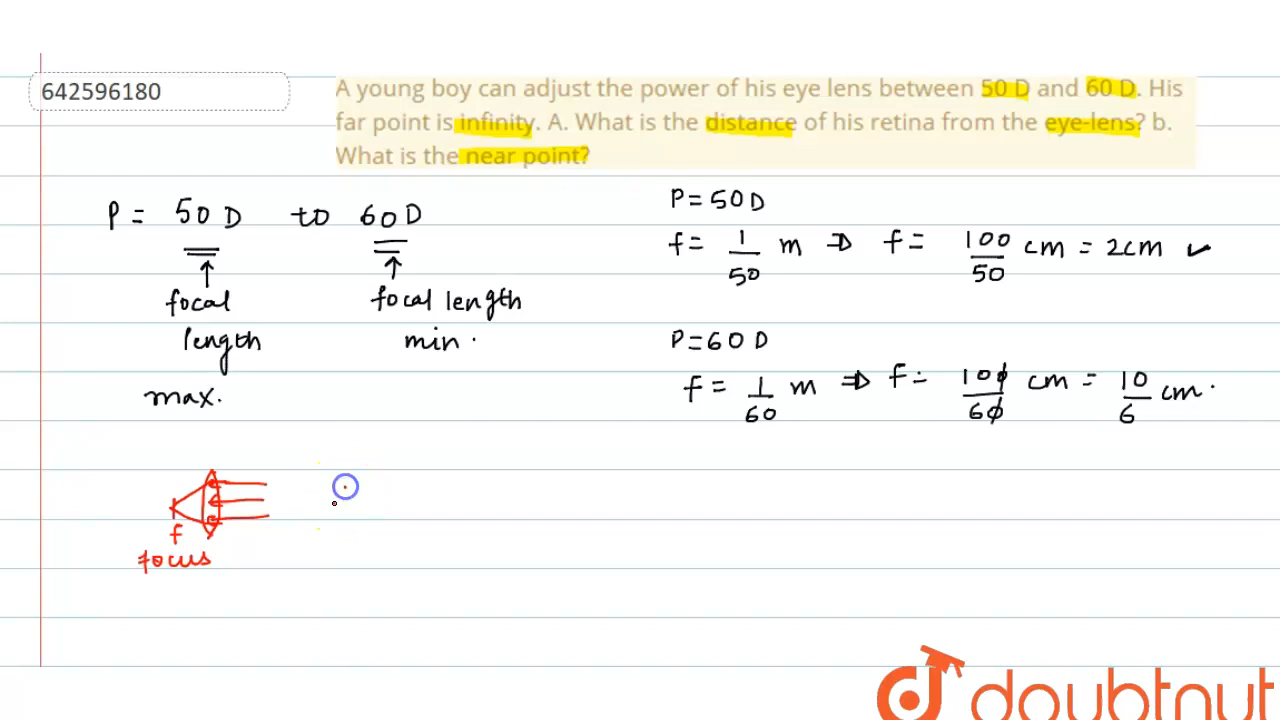 642596180
A young boy can adjust the power of his eye lens between 50 D and 60 D. His
far point is infinity. A. What is the distance of his retina from the eye-lens? b.
What is the near point?
P = 50 D to 60 D
focal length max.
focal length min.
P = 50 D
f = 1/50 m ⇒ f = 100/50 cm = 2cm ✓
P = 60 D
f = 1/60 m ⇒ f = 100/60 cm = 10/6 cm.
f
focus
doubtnut